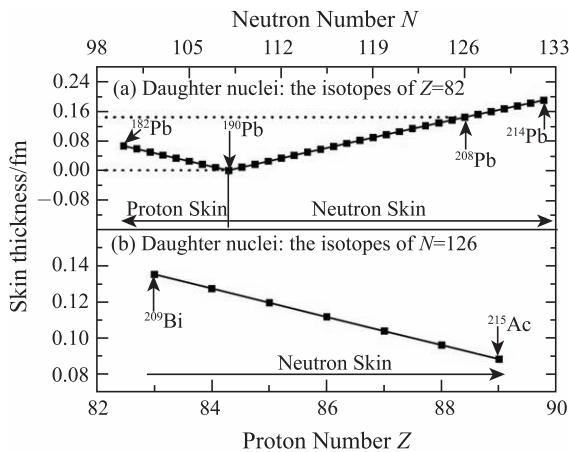 Neutron Number N
98 105 112 119 126 133
0.24
0.16
0.08
0.00
−0.08
(a) Daughter nuclei: the isotopes of Z=82
182Pb
190Pb
208Pb
214Pb
Proton Skin
Neutron Skin
Skin thickness/fm
0.14
0.12
0.10
0.08
(b) Daughter nuclei: the isotopes of N=126
209Bi
215Ac
Neutron Skin
82 84 86 88 90
Proton Number Z